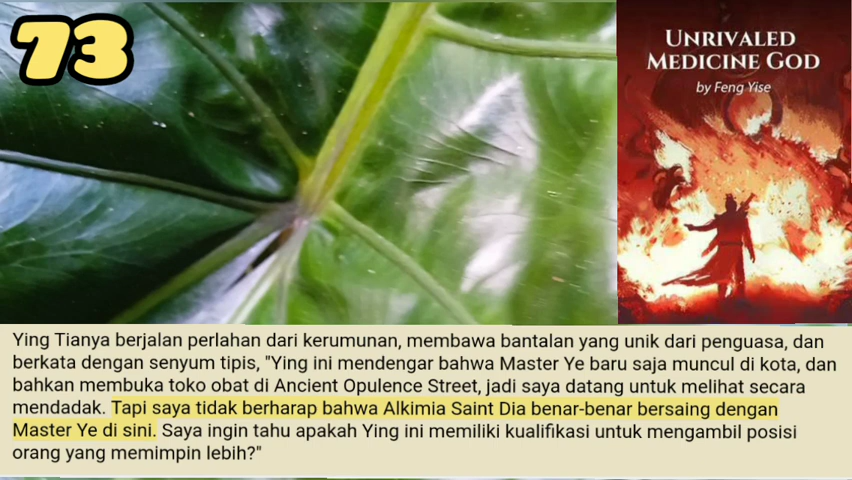 73
UNRIVALED
MEDICINE GOD
by Feng Yise
Ying Tianya berjalan perlahan dari kerumunan, membawa bantalan yang unik dari penguasa, dan
berkata dengan senyum tipis, "Ying ini mendengar bahwa Master Ye baru saja muncul di kota, dan
bahkan membuka toko obat di Ancient Opulence Street, jadi saya datang untuk melihat secara
mendadak. Tapi saya tidak berharap bahwa Alkimia Saint Dia benar-benar bersaing dengan
Master Ye di sini. Saya ingin tahu apakah Ying ini memiliki kualifikasi untuk mengambil posisi
orang yang memimpin lebih?"